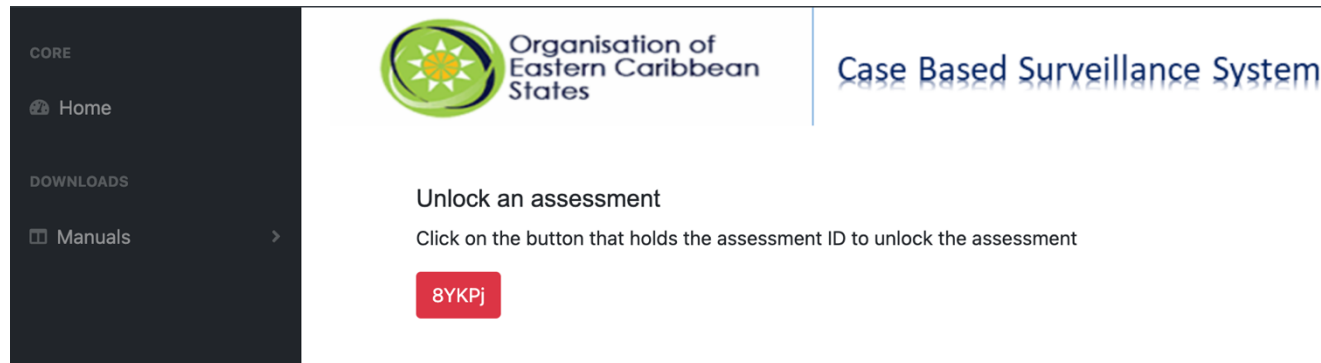 CORE
Home
DOWNLOADS
Manuals
Organisation of
Eastern Caribbean
States
Case Based Surveillance System
Unlock an assessment
Click on the button that holds the assessment ID to unlock the assessment
8YKPj